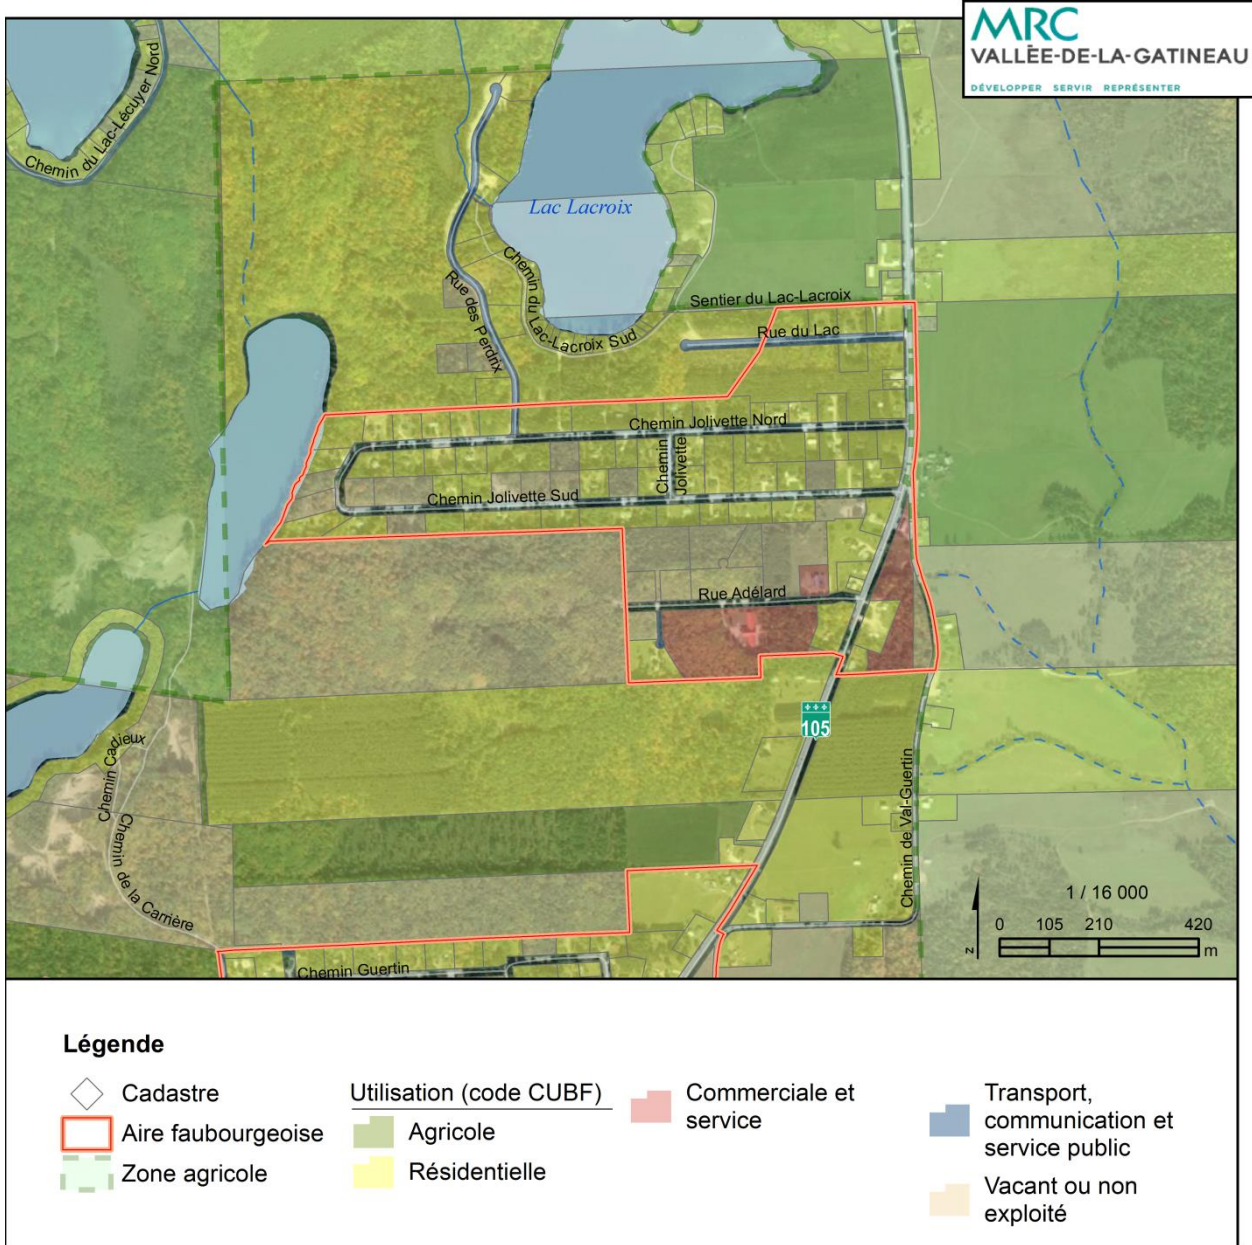 MRC
VALLÉE-DE-LA-GATINEAU
DÉVELOPPER SERVIR REPRÉSENTER
Chemin du Lac-Lécuyer Nord
Lac Lacroix
Rue des Perdrix
Chemin du Lac-Lacroix Sud
Sentier du Lac-Lacroix
Rue du Lac
Chemin Jolivette Nord
Chemin Jolivette
Chemin Jolivette Sud
Rue Adélard
105
Chemin Cadieux
Chemin de la Carrière
Chemin de Val-Guertin
Chemin Guertin
1 / 16 000
0 105 210 420
m
N
Légende
Cadastre
Aire faubourgeoise
Zone agricole
Utilisation (code CUBF)
Agricole
Résidentielle
Commerciale et
service
Transport,
communication et
service public
Vacant ou non
exploité